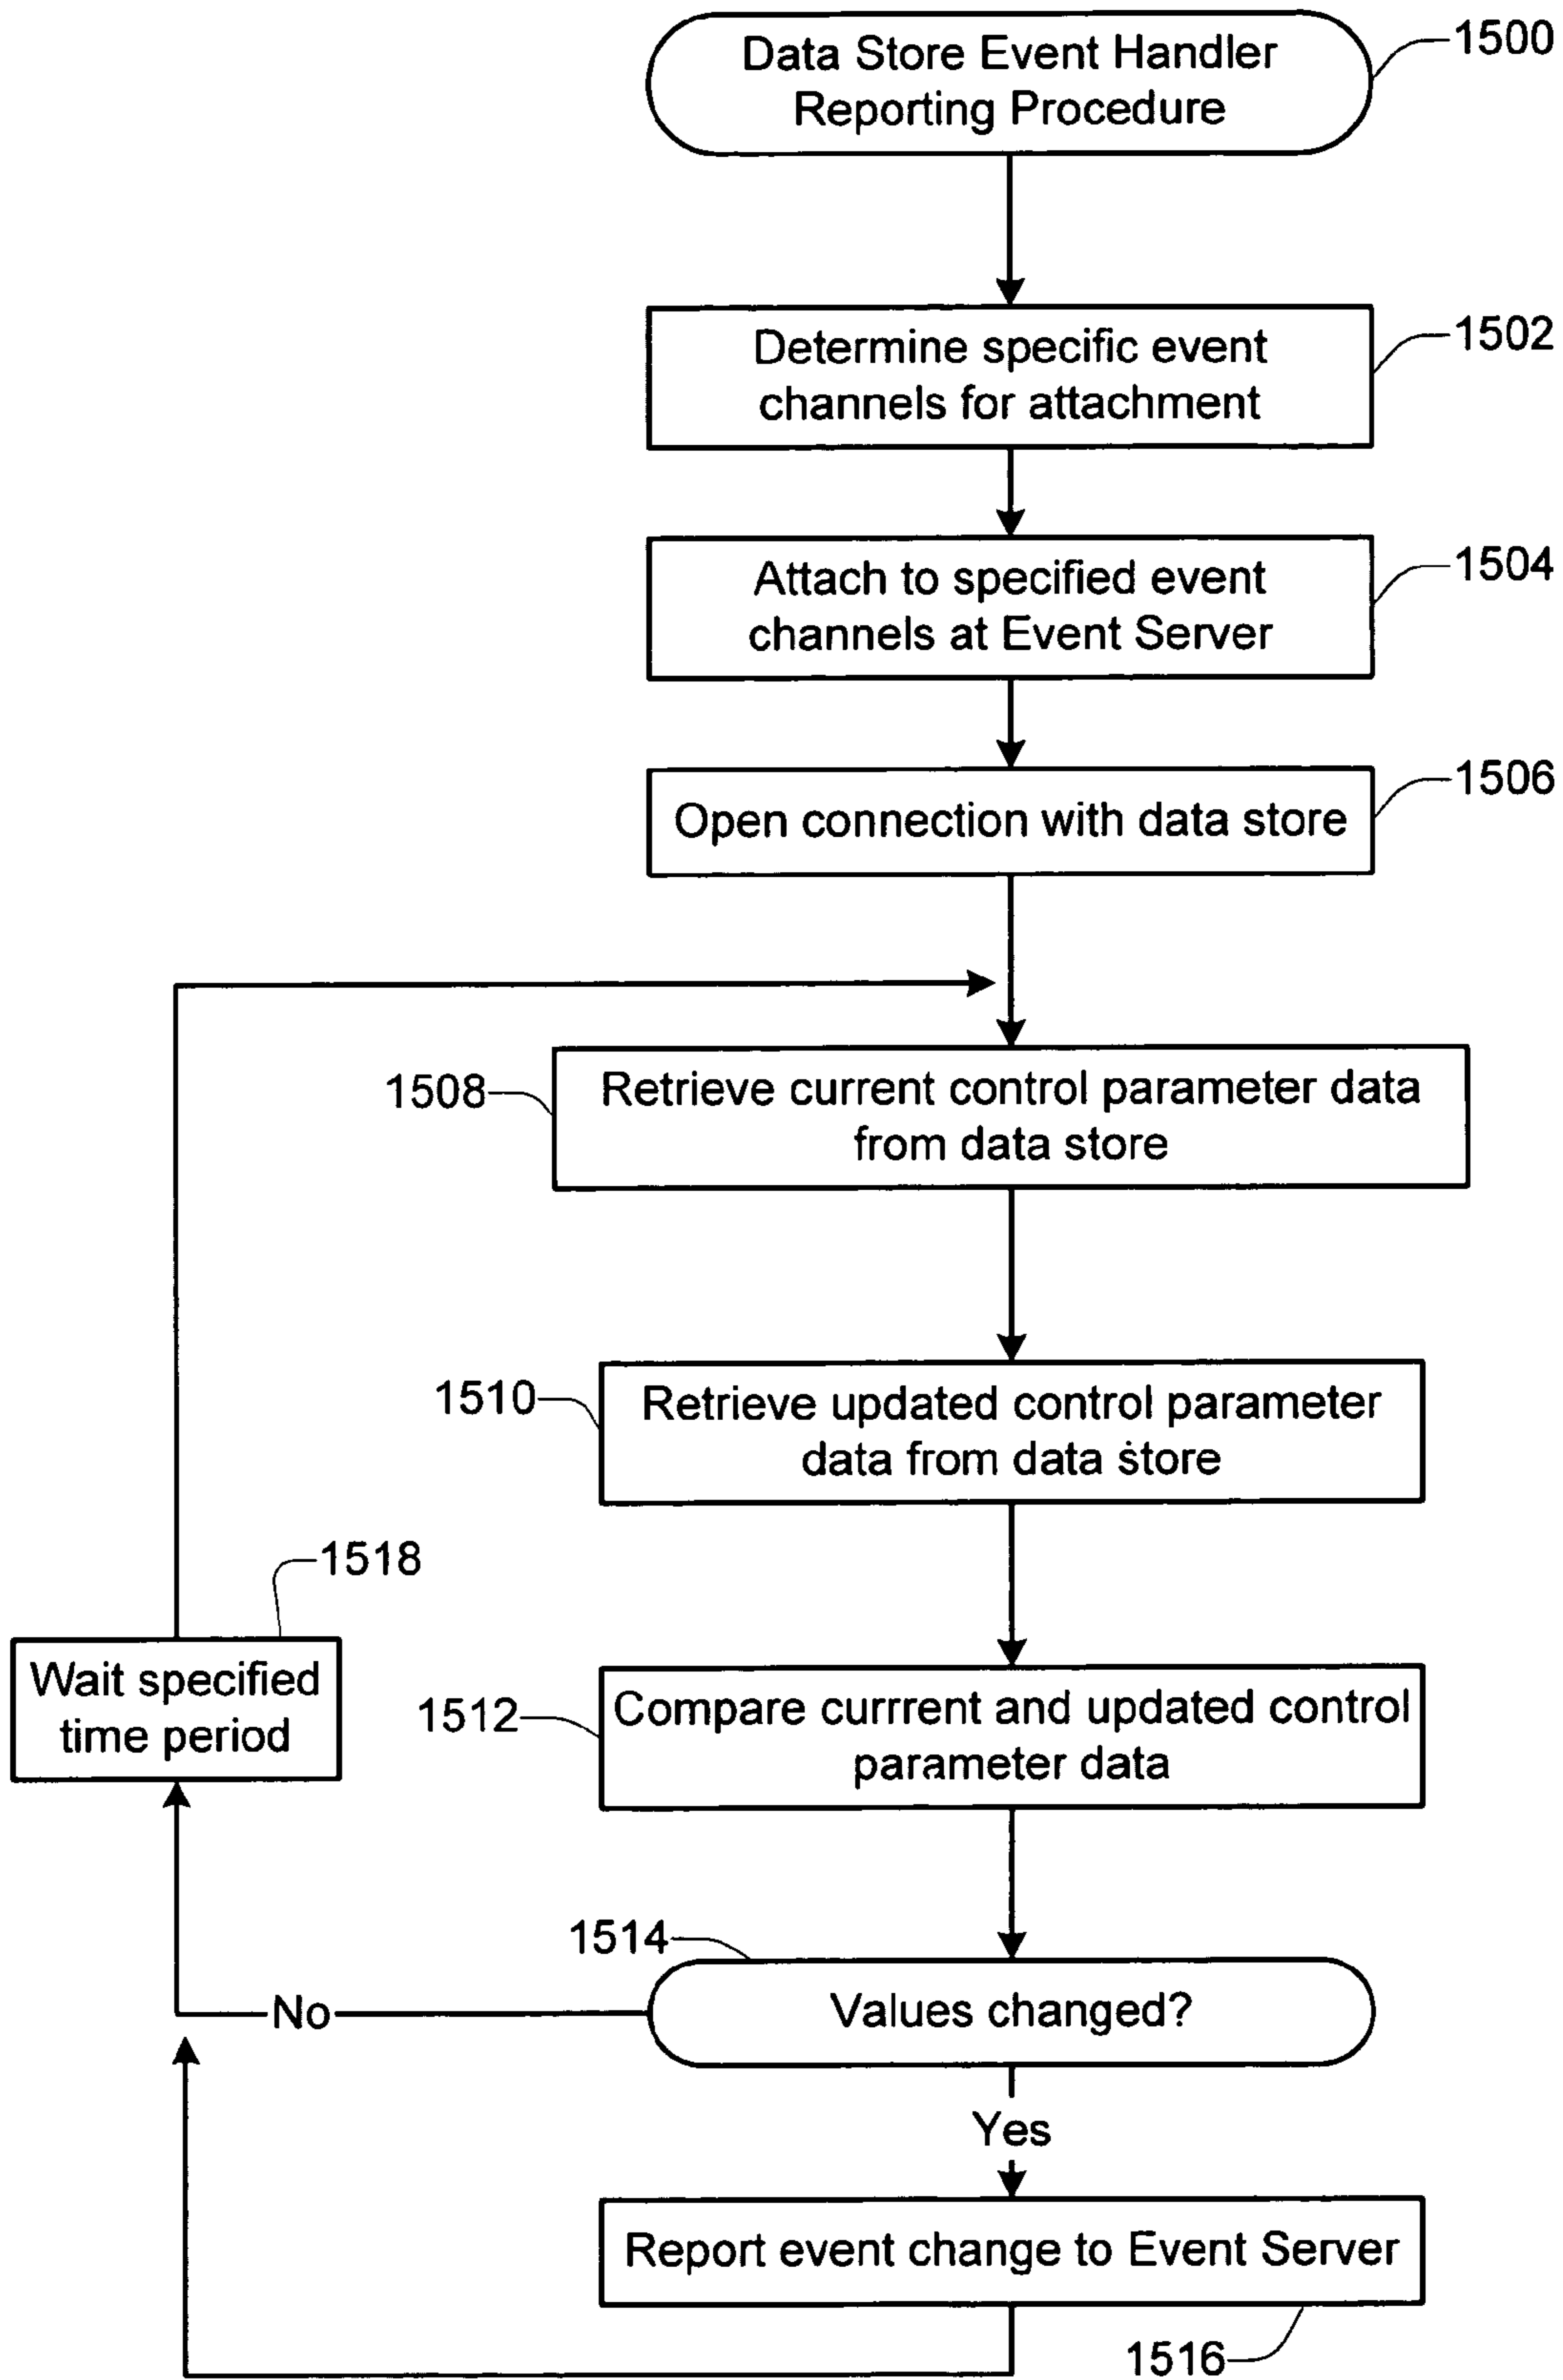 Data Store Event Handler
Reporting Procedure
1500
Determine specific event
channels for attachment
1502
Attach to specified event
channels at Event Server
1504
Open connection with data store
1506
1508
Retrieve current control parameter data
from data store
1510
Retrieve updated control parameter
data from data store
1518
Wait specified
time period
1512
Compare currrent and updated control
parameter data
1514
Values changed?
No
Yes
Report event change to Event Server
1516